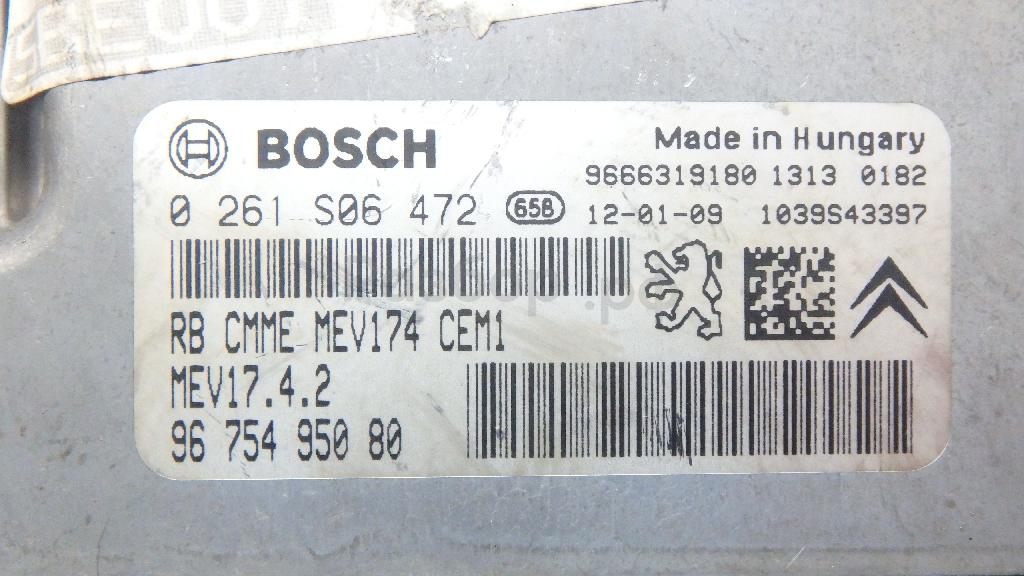 BOSCH
Made in Hungary
9666319180 1313 0182
0 261 S06 472 65B 12-01-09 1039S43397
RB CMME MEV174 CEM1
MEV17.4.2
96 754 950 80